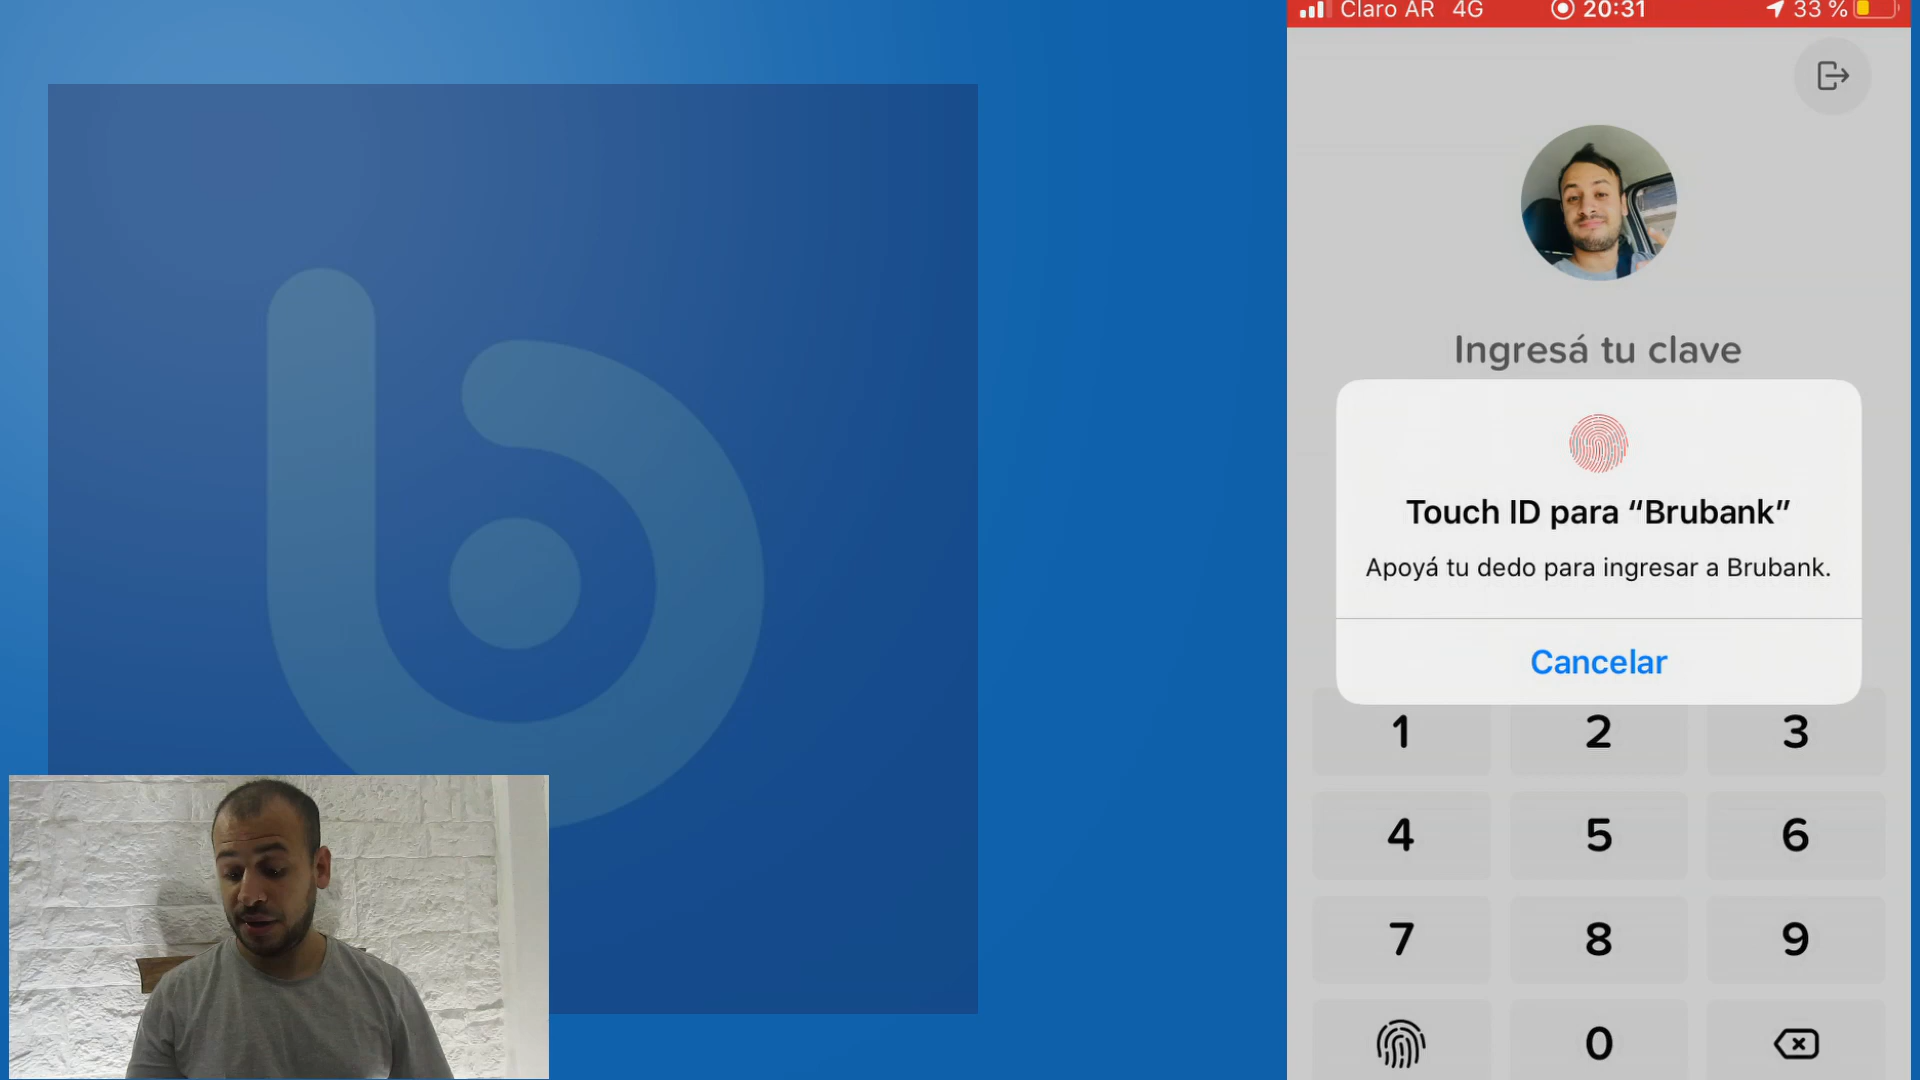 Claro AR 4G 20:31 33 %
Ingresá tu clave
Touch ID para “Brubank”
Apoyá tu dedo para ingresar a Brubank.
Cancelar
1 2 3
4 5 6
7 8 9
0